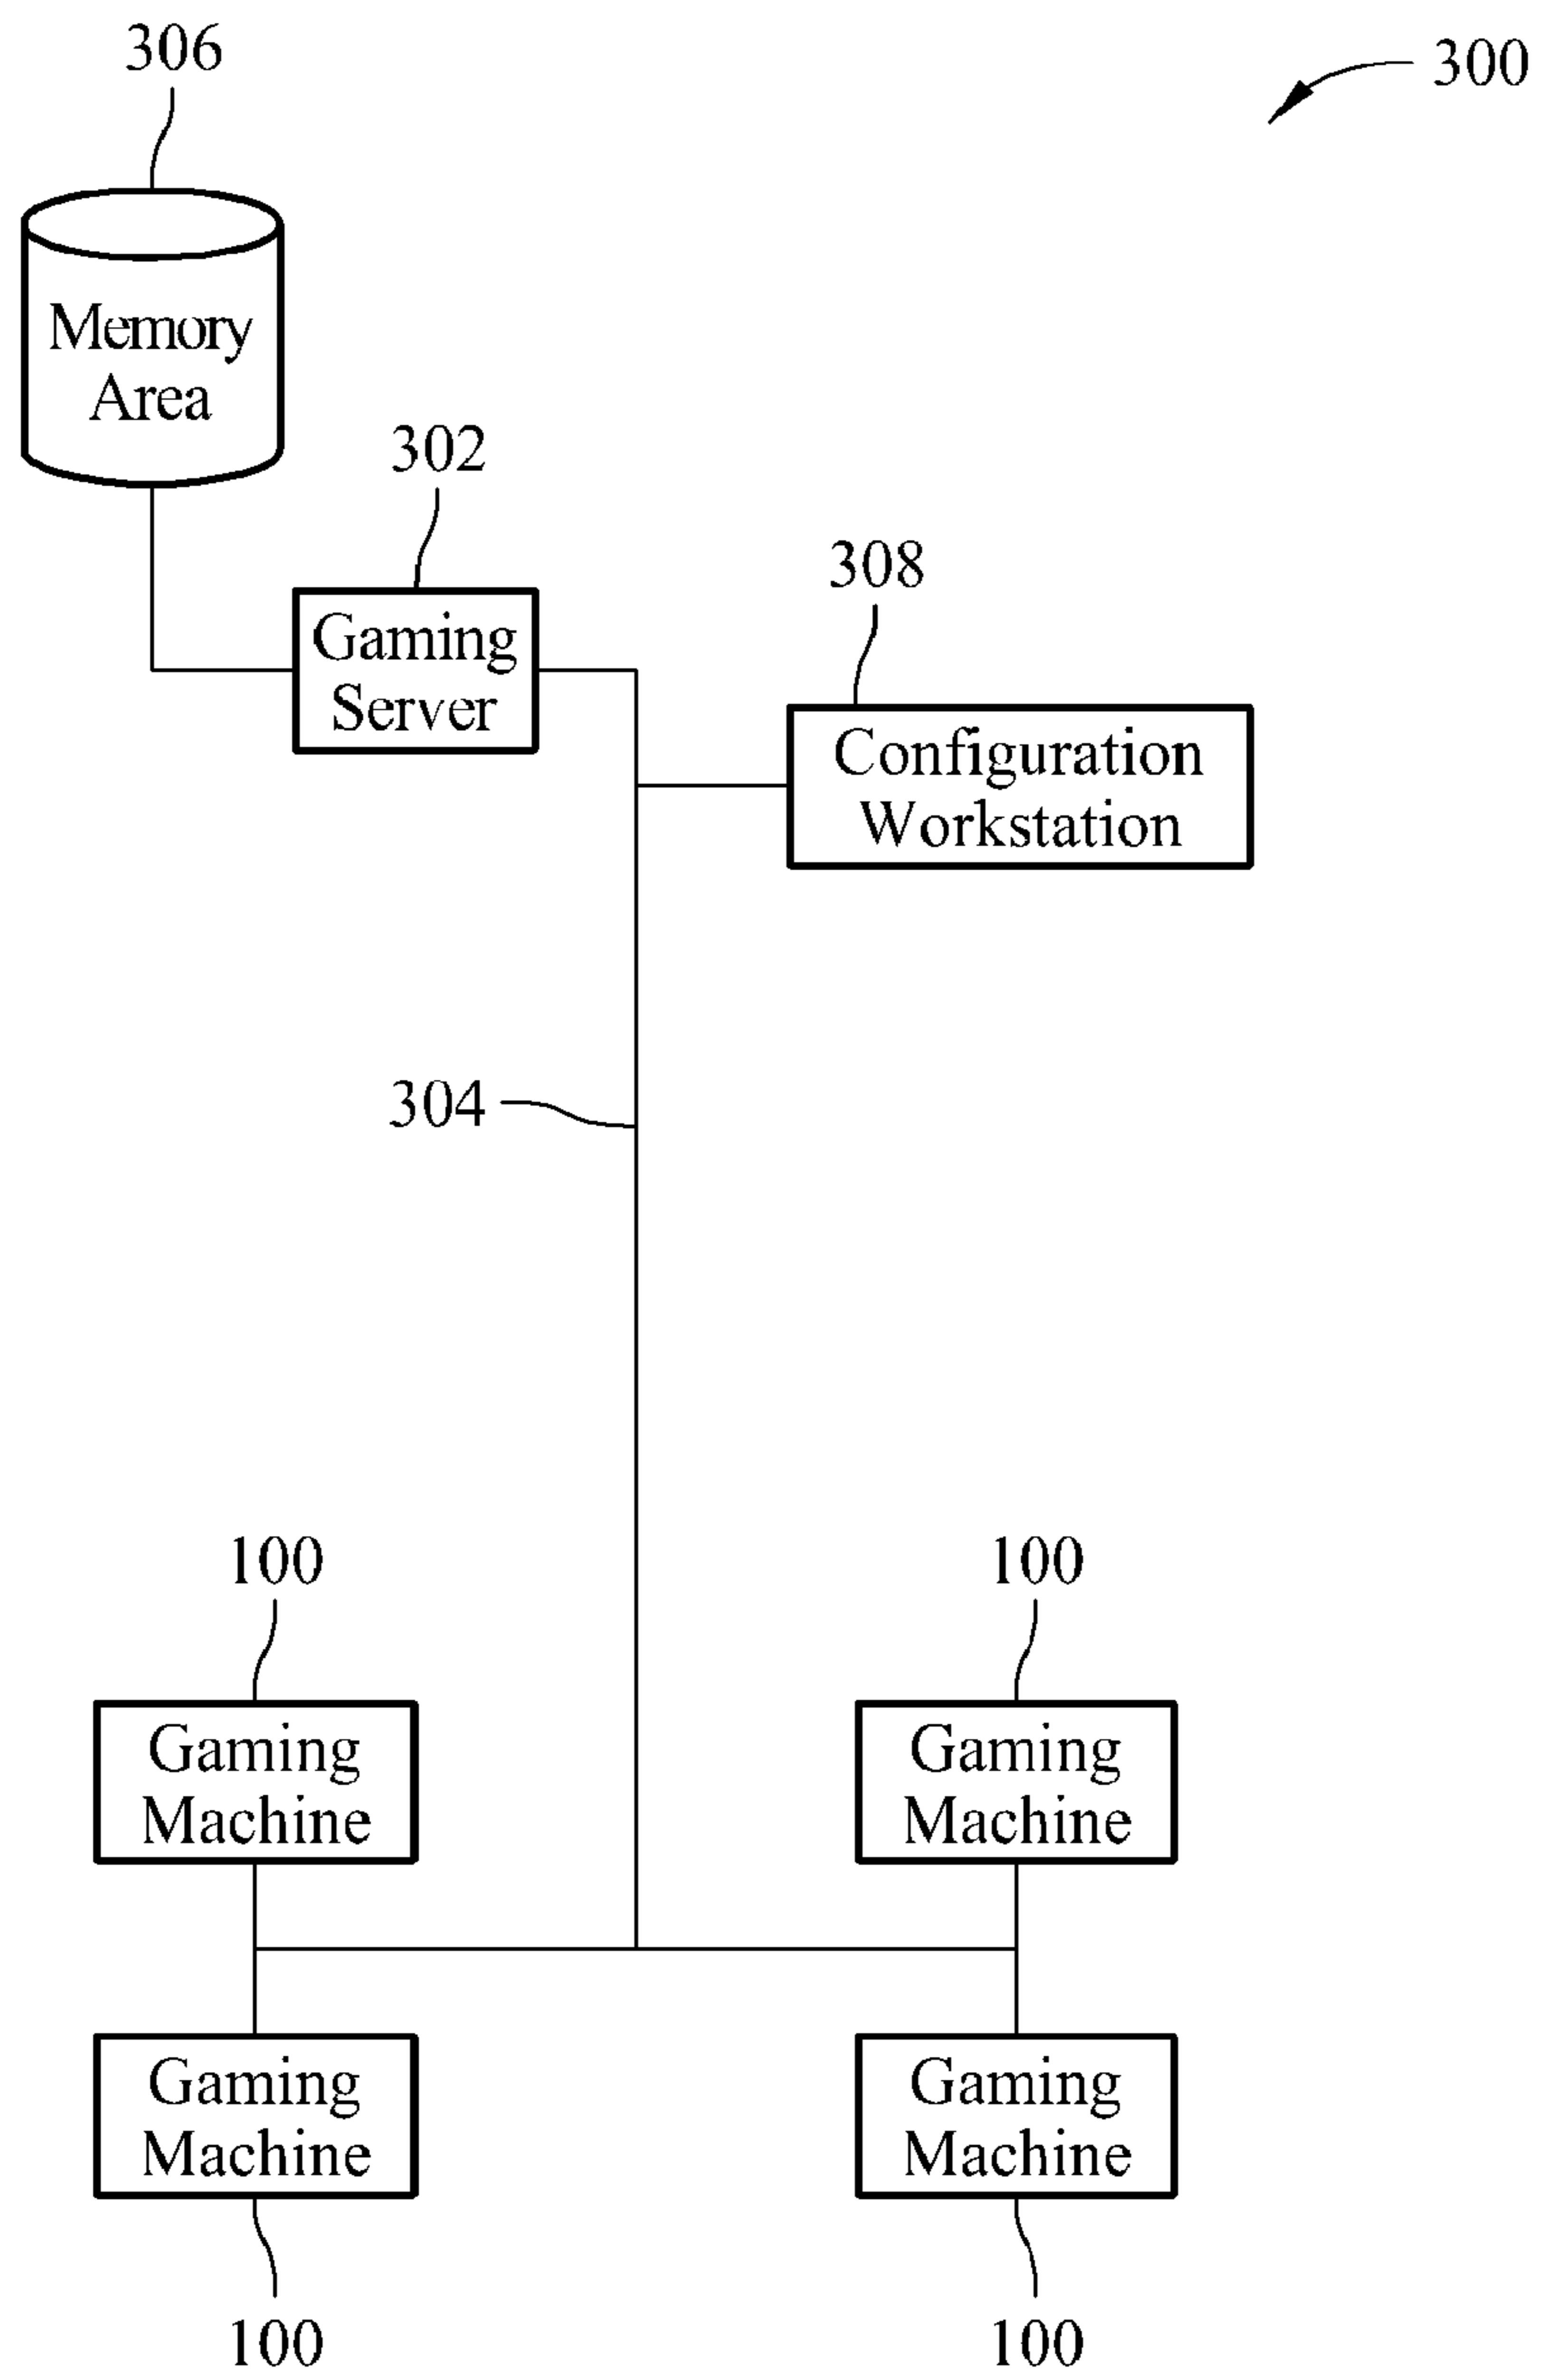 306
300
Memory
Area
302
Gaming
Server
308
Configuration
Workstation
304
100
100
Gaming
Machine
Gaming
Machine
Gaming
Machine
Gaming
Machine
100
100